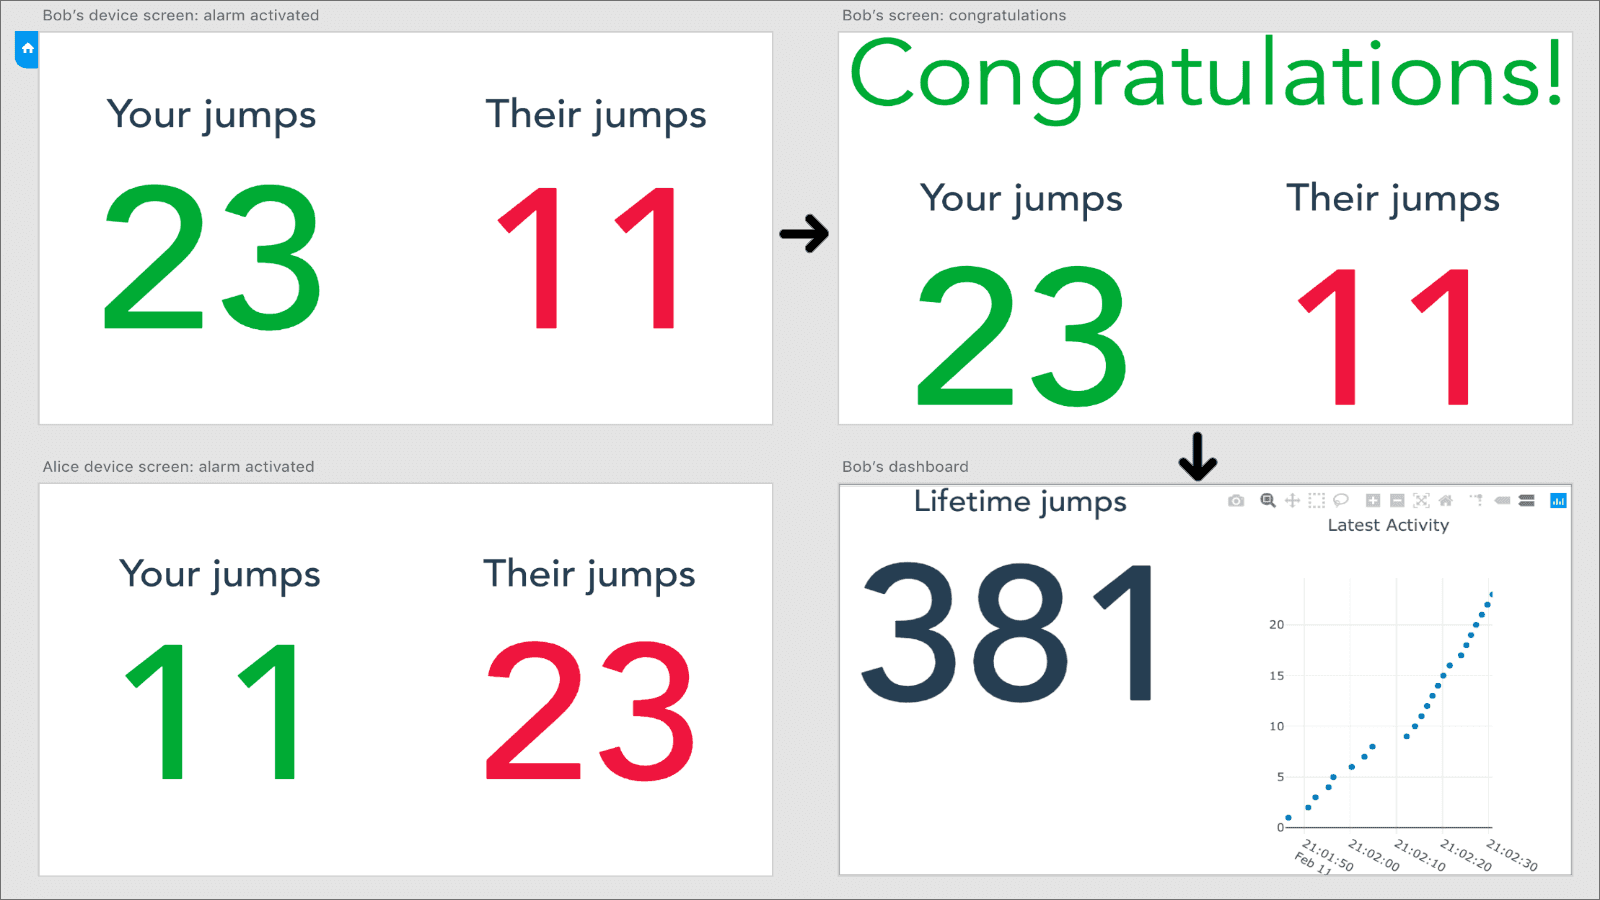 Bob's device screen: alarm activated
Your jumps
Their jumps
23
11
Bob's screen: congratulations
Congratulations!
Your jumps
Their jumps
23
11
Alice device screen: alarm activated
Your jumps
Their jumps
11
23
Bob's dashboard
Lifetime jumps
381
Latest Activity
20
15
10
5
0
21:01:50
Feb 11
21:02:00
21:02:10
21:02:20
21:02:30